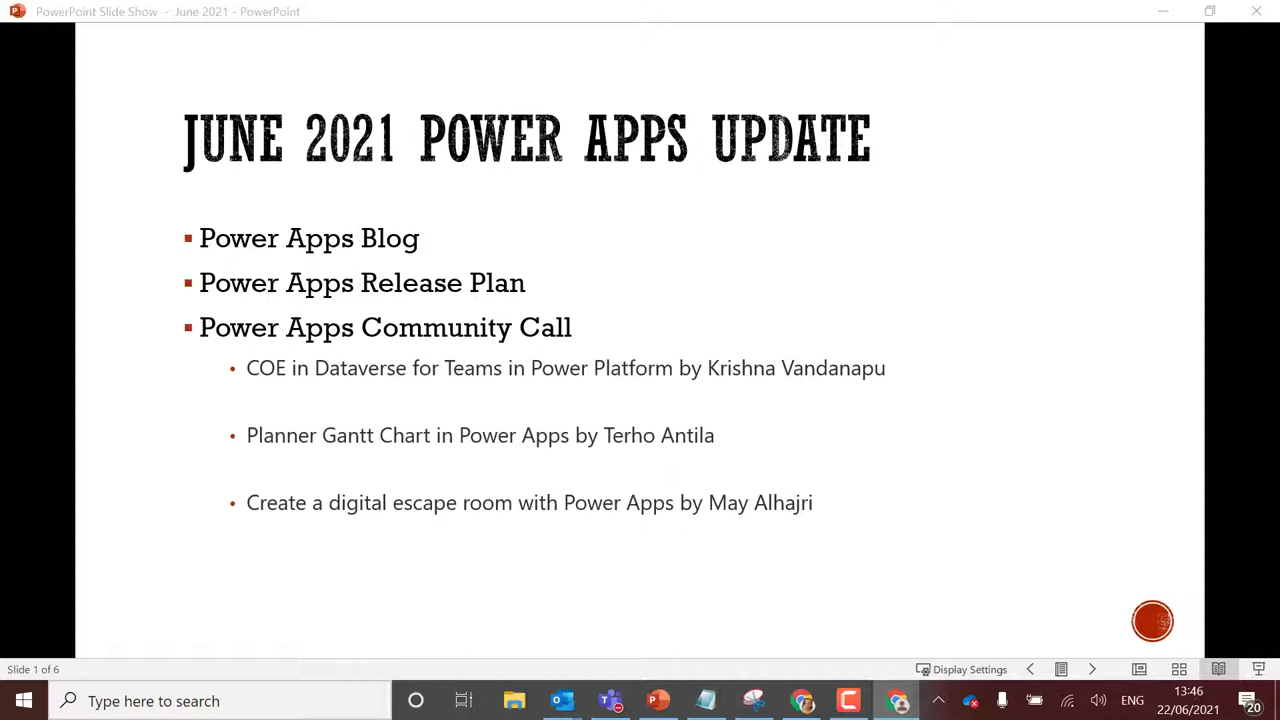 PowerPoint Slide Show - June 2021 - PowerPoint
JUNE 2021 POWER APPS UPDATE
Power Apps Blog
Power Apps Release Plan
Power Apps Community Call
COE in Dataverse for Teams in Power Platform by Krishna Vandanapu
Planner Gantt Chart in Power Apps by Terho Antila
Create a digital escape room with Power Apps by May Alhajri
Slide 1 of 6
Display Settings
Type here to search
ENG
13:46
22/06/2021
20